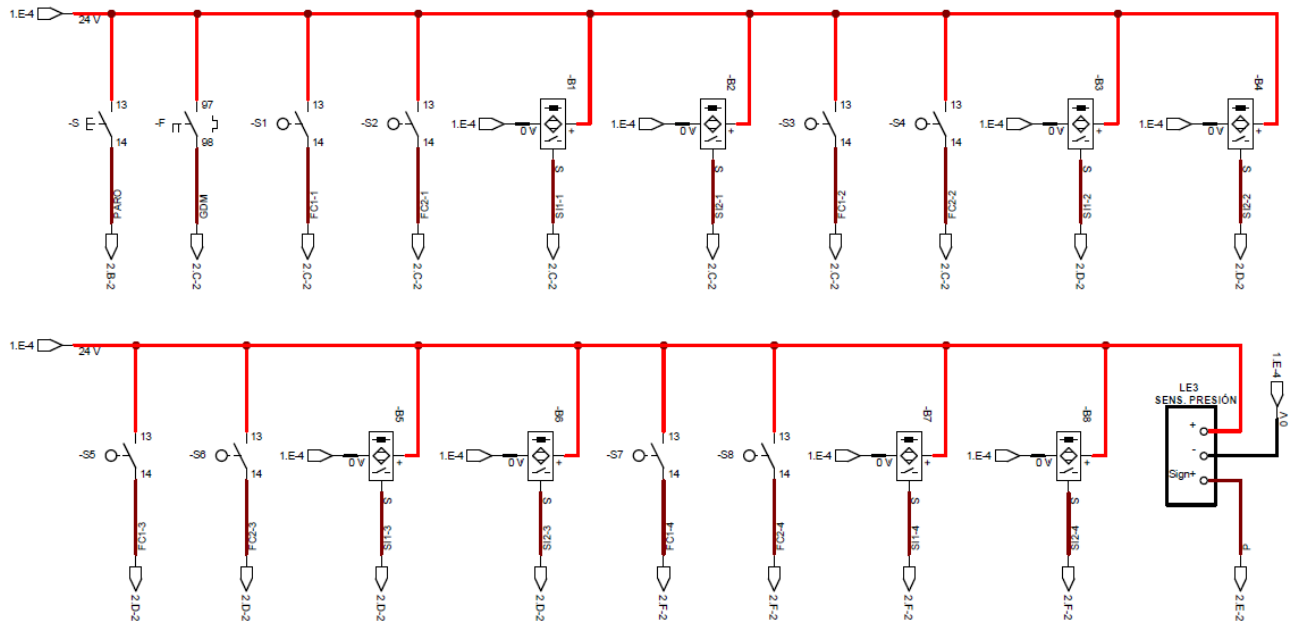 1.E-4
24 V
-S
13
14
PARO
2.B-2
-F
97
98
GDM
2.C-2
-S1
13
14
FC1-1
2.C-2
-S2
13
14
FC2-1
2.C-2
-B1
1.E-4
0 V
+
S
SI1-1
2.C-2
-B2
1.E-4
0 V
+
S
SI2-1
2.C-2
-S3
13
14
FC1-2
2.C-2
-S4
13
14
FC2-2
2.C-2
-B3
1.E-4
0 V
+
S
SI1-2
2.D-2
-B4
1.E-4
0 V
+
S
SI2-2
2.D-2
1.E-4
24 V
-S5
13
14
FC1-3
2.D-2
-S6
13
14
FC2-3
2.D-2
-B5
1.E-4
0 V
+
S
SI1-3
2.D-2
-B6
1.E-4
0 V
+
S
SI2-3
2.D-2
-S7
13
14
FC1-4
2.F-2
-S8
13
14
FC2-4
2.F-2
-B7
1.E-4
0 V
+
S
SI1-4
2.F-2
-B8
1.E-4
0 V
+
S
SI2-4
2.F-2
LE3
SENS. PRESIÓN
+
-
Sign+
1.E-4
0 V
P
2.E-2